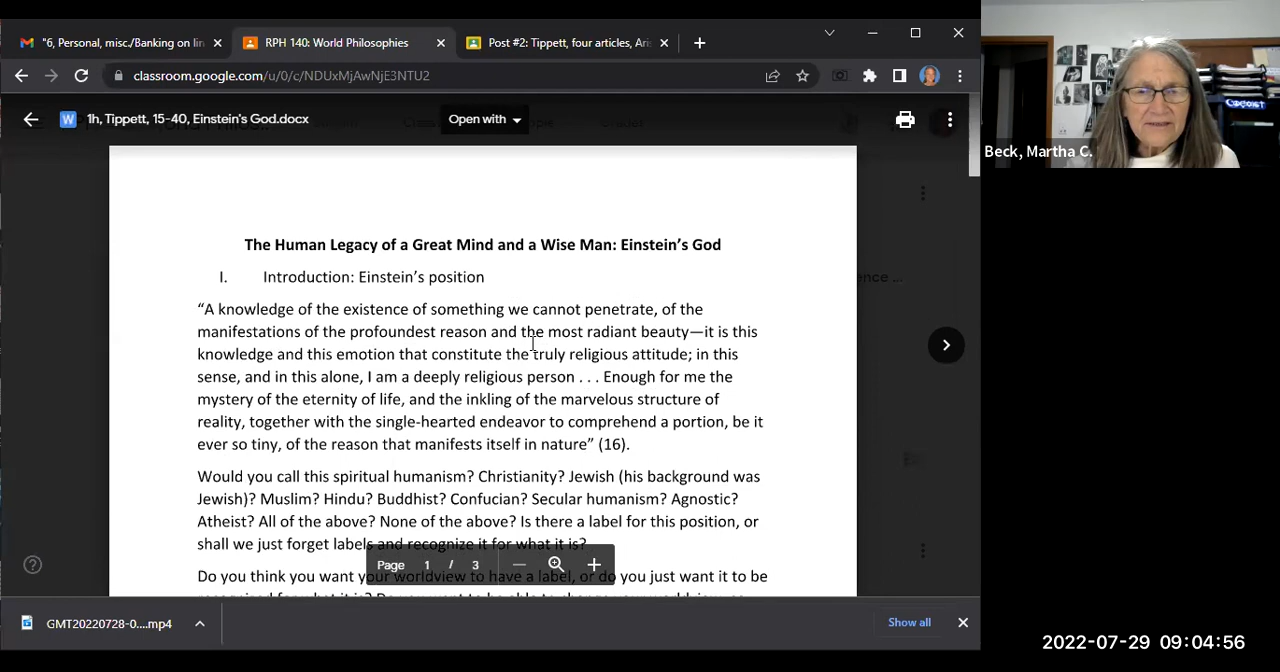 "6, Personal, misc./Banking on lin
RPH 140: World Philosophies
Post #2: Tippett, four articles, Aris
classroom.google.com/u/0/c/NDUxMjAwNjE3NTU2
1h, Tippett, 15-40, Einstein's God.docx
Open with
Beck, Martha C.
The Human Legacy of a Great Mind and a Wise Man: Einstein's God
I. Introduction: Einstein's position
“A knowledge of the existence of something we cannot penetrate, of the
manifestations of the profoundest reason and the most radiant beauty—it is this
knowledge and this emotion that constitute the truly religious attitude; in this
sense, and in this alone, I am a deeply religious person . . . Enough for me the
mystery of the eternity of life, and the inkling of the marvelous structure of
reality, together with the single-hearted endeavor to comprehend a portion, be it
ever so tiny, of the reason that manifests itself in nature” (16).
Would you call this spiritual humanism? Christianity? Jewish (his background was
Jewish)? Muslim? Hindu? Buddhist? Confucian? Secular humanism? Agnostic?
Atheist? All of the above? None of the above? Is there a label for this position, or
shall we just forget labels and recognize it for what it is?
Page 1 / 3
Do you think you want your worldview to have a label, or do you just want it to be
GMT20220728-0....mp4
Show all
2022-07-29 09:04:56